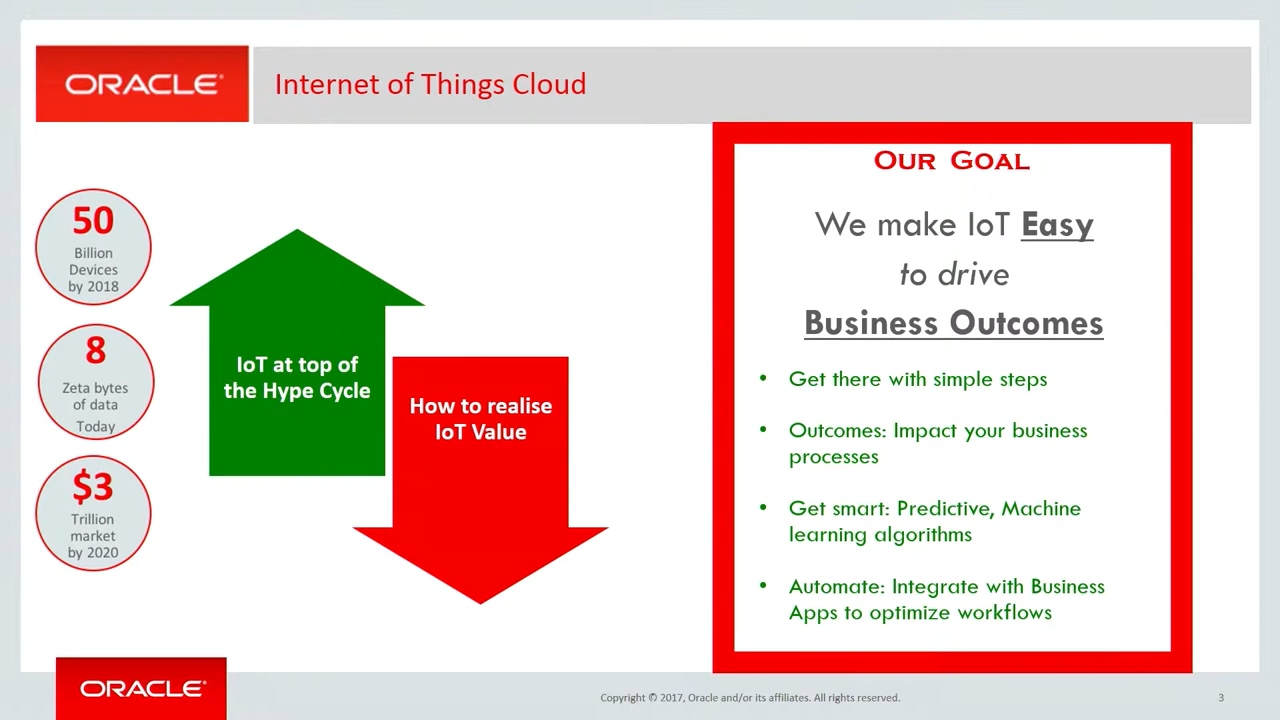 ORACLE®
Internet of Things Cloud
50
Billion
Devices
by 2018
8
Zeta bytes
of data
Today
$3
Trillion
market
by 2020
IoT at top of
the Hype Cycle
How to realise
IoT Value
Our Goal
We make IoT Easy
to drive
Business Outcomes
• Get there with simple steps
• Outcomes: Impact your business
processes
• Get smart: Predictive, Machine
learning algorithms
• Automate: Integrate with Business
Apps to optimize workflows
ORACLE®
Copyright © 2017, Oracle and/or its affiliates. All rights reserved.
3